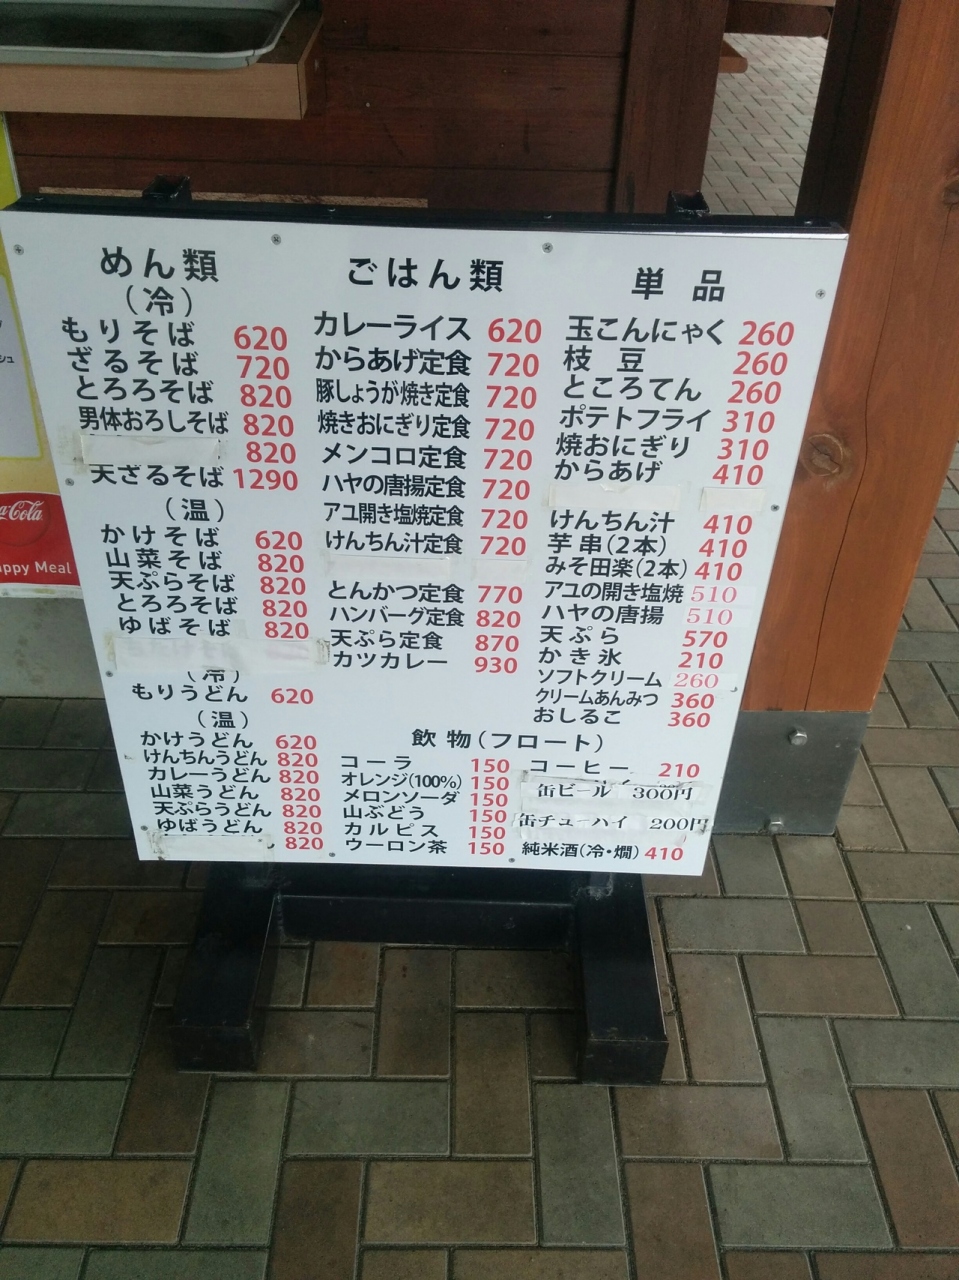 めん類
(冷)
もりそば 620
ざるそば 720
とろろそば 820
男体おろしそば 820
820
天ざるそば 1290
(温)
かけそば 620
山菜そば 820
天ぷらそば 820
とろろそば 820
ゆばそば 820
(冷)
もりうどん 620
(温)
かけうどん 620
けんちんうどん 820
カレーうどん 820
山菜うどん 820
天ぷらうどん 820
ゆばうどん 820
820
ごはん類
カレーライス 620
からあげ定食 720
豚しょうが焼き定食 720
焼きおにぎり定食 720
メンコロ定食 720
ハヤの唐揚定食 720
アユ開き塩焼定食 720
けんちん汁定食 720
とんかつ定食 770
ハンバーグ定食 820
天ぷら定食 870
カツカレー 930
単品
玉こんにゃく 260
枝豆 260
ところてん 260
ポテトフライ 310
焼おにぎり 310
からあげ 410
けんちん汁 410
芋串(2本) 410
みそ田楽(2本) 410
アユの開き塩焼 510
ハヤの唐揚 510
天ぷら 570
かき氷 210
ソフトクリーム 260
クリームあんみつ 360
おしるこ 360
飲物(フロート)
コーラ 150
オレンジ(100%) 150
メロンソーダ 150
山ぶどう 150
カルピス 150
ウーロン茶 150
コーヒー 210
缶ビール 300円
缶チューハイ 200円
純米酒(冷・燗) 410
Coca-Cola
appy Meal